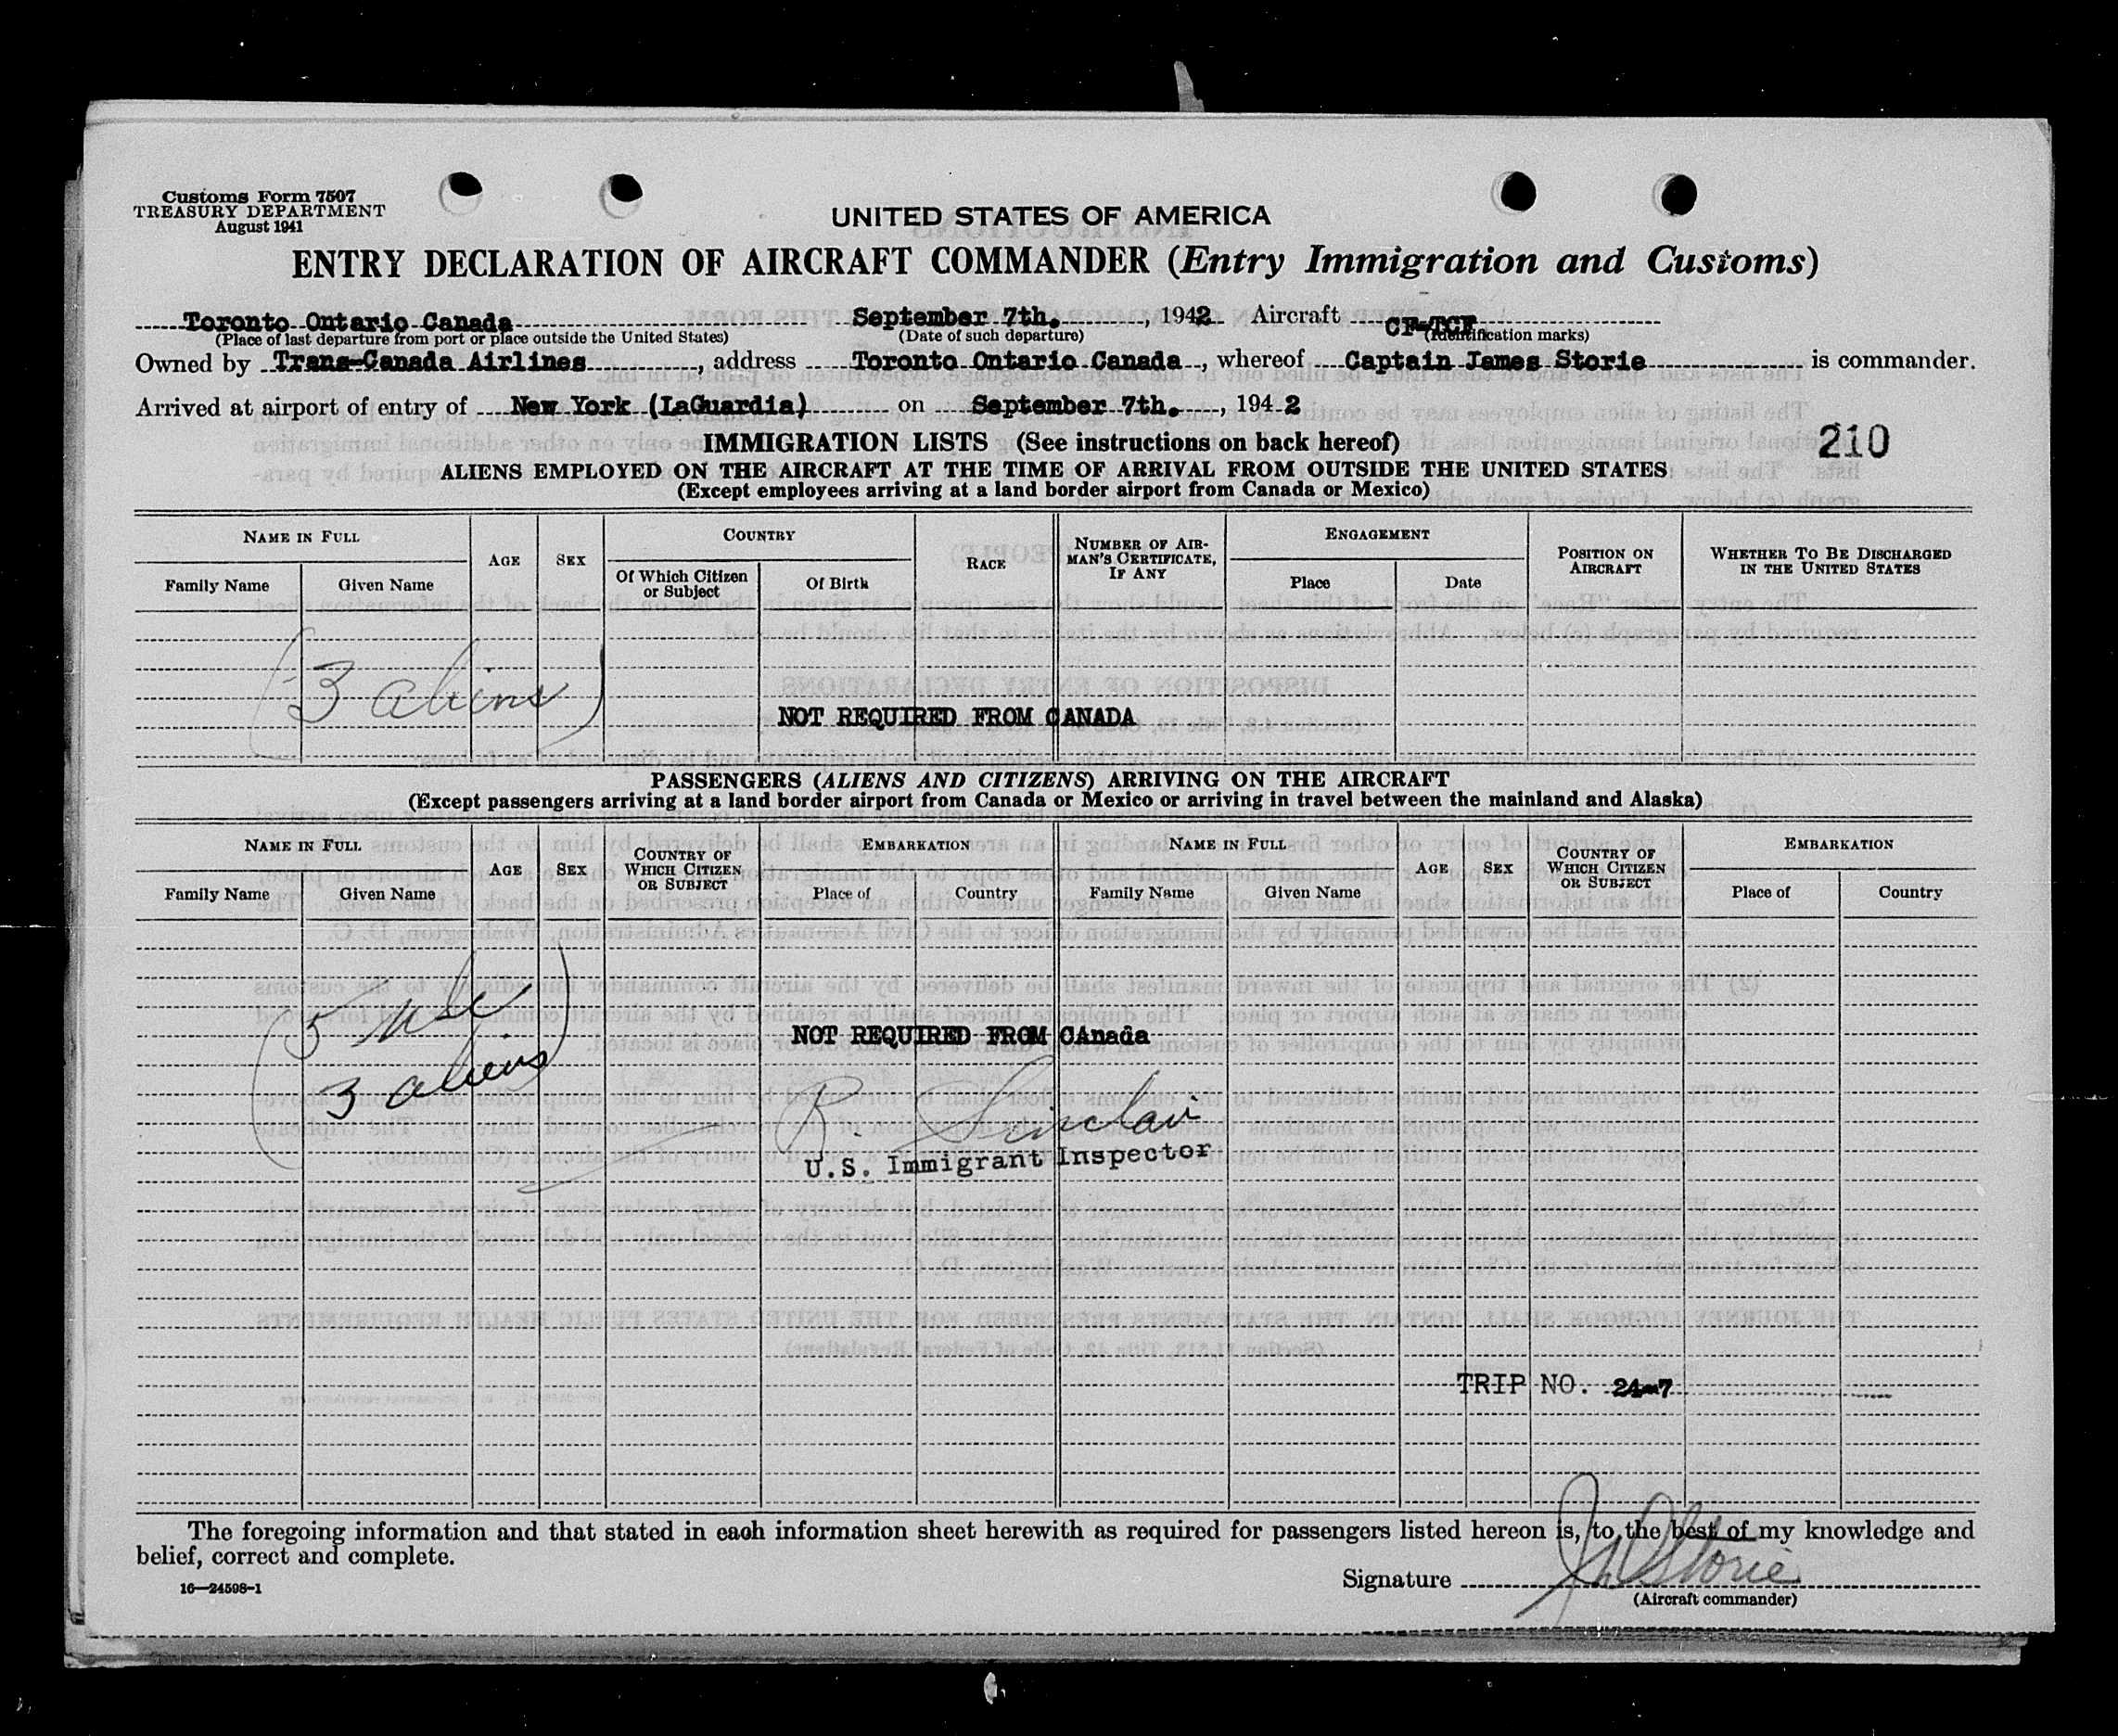 Customs Form 7507
TREASURY DEPARTMENT
August 1941
UNITED STATES OF AMERICA
ENTRY DECLARATION OF AIRCRAFT COMMANDER (Entry Immigration and Customs)
Toronto Ontario Canada September 7th. , 1942 Aircraft CF-TCF
(Place of last departure from port or place outside the United States) (Date of such departure) (Identification marks)
Owned by Trans-Canada Airlines , address Toronto Ontario Canada , whereof Captain James Storie is commander.
Arrived at airport of entry of New York (LaGuardia) on September 7th. , 1942
IMMIGRATION LISTS (See instructions on back hereof) 210
ALIENS EMPLOYED ON THE AIRCRAFT AT THE TIME OF ARRIVAL FROM OUTSIDE THE UNITED STATES
(Except employees arriving at a land border airport from Canada or Mexico)
NAME IN FULL AGE SEX COUNTRY RACE NUMBER OF AIRMAN'S CERTIFICATE, IF ANY ENGAGEMENT POSITION ON AIRCRAFT WHETHER TO BE DISCHARGED IN THE UNITED STATES
Family Name Given Name Of Which Citizen or Subject Of Birth Place Date
(3 aliens)
NOT REQUIRED FROM CANADA
PASSENGERS (ALIENS AND CITIZENS) ARRIVING ON THE AIRCRAFT
(Except passengers arriving at a land border airport from Canada or Mexico or arriving in travel between the mainland and Alaska)
NAME IN FULL AGE SEX COUNTRY OF WHICH CITIZEN OR SUBJECT EMBARKATION NAME IN FULL AGE SEX COUNTRY OF WHICH CITIZEN OR SUBJECT EMBARKATION
Family Name Given Name Place of Country Family Name Given Name Place of Country
(5
3 aliens)
NOT REQUIRED FROM CAnada
R. Sinclair
U.S. Immigrant Inspector
TRIP NO. 24-7
The foregoing information and that stated in each information sheet herewith as required for passengers listed hereon is, to the best of my knowledge and
belief, correct and complete.
16—24598-1
Signature Storie
(Aircraft commander)